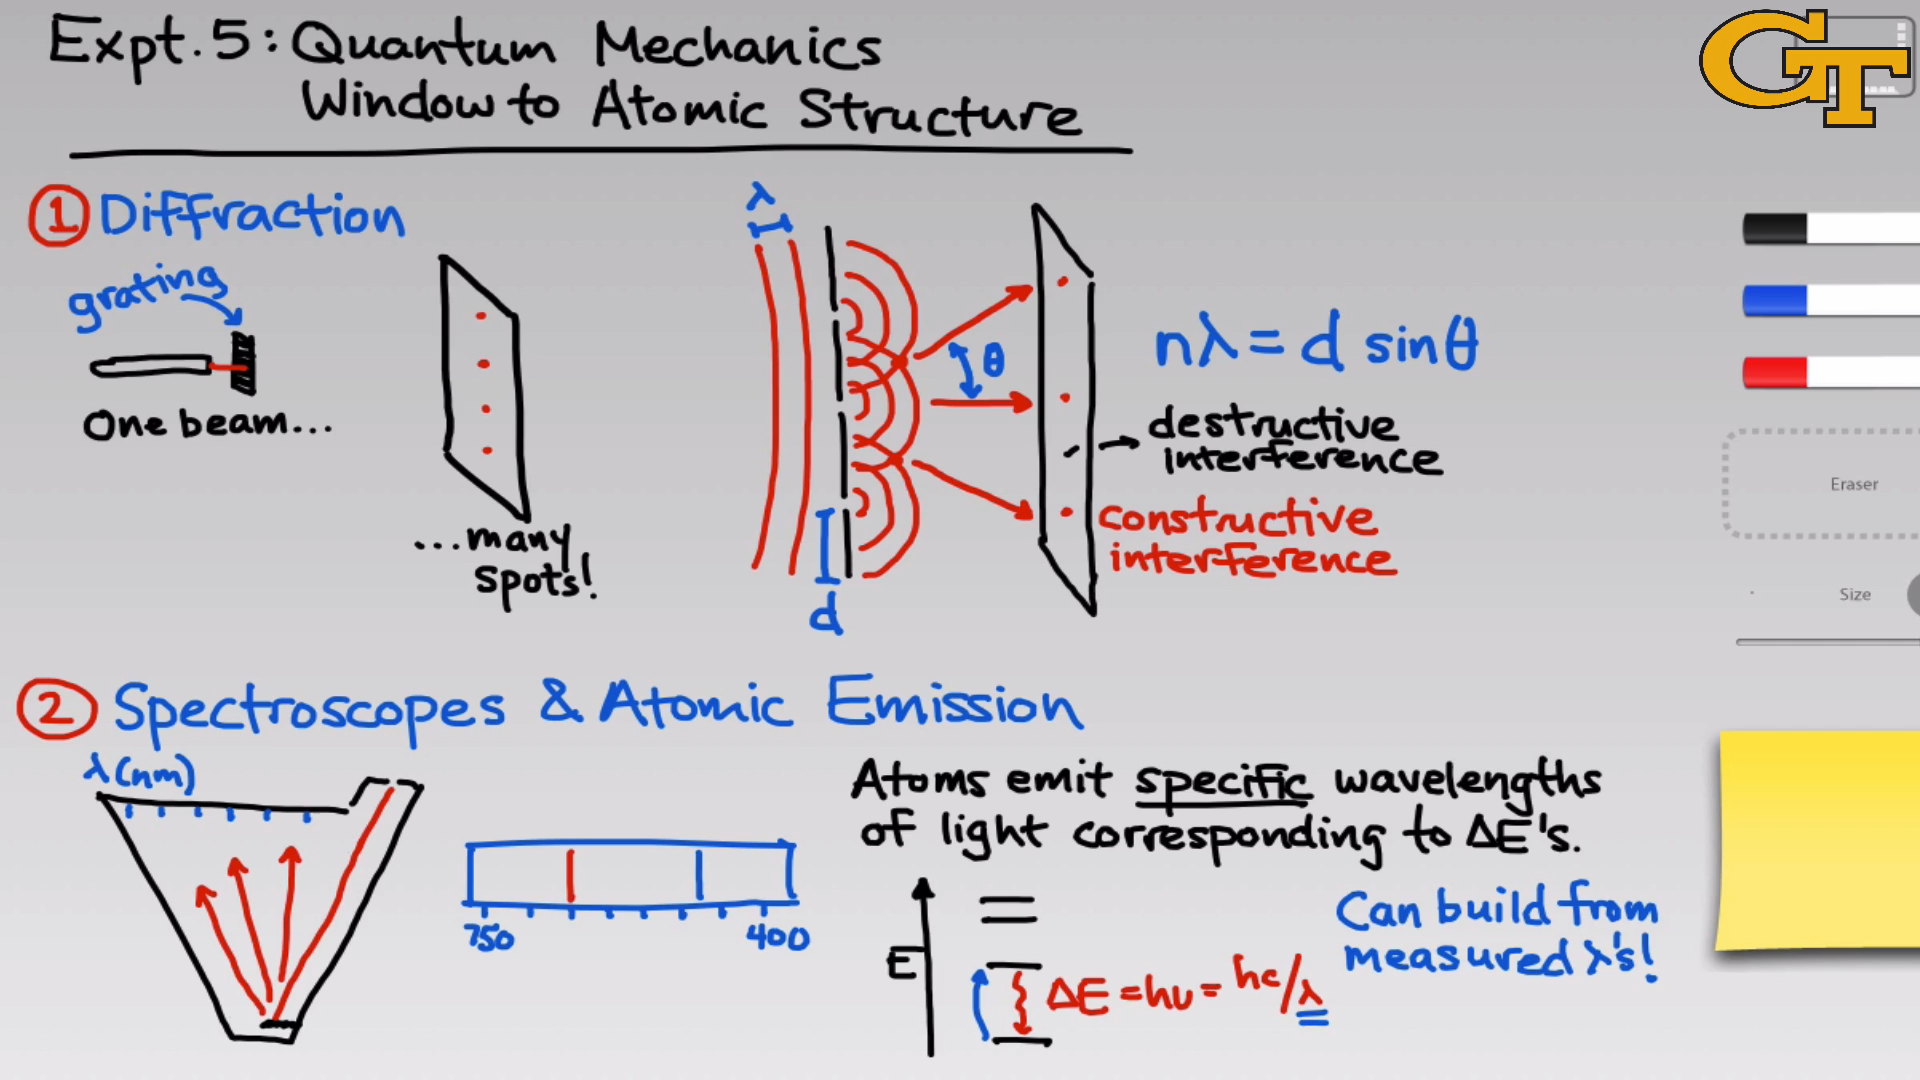 Expt. 5: Quantum Mechanics
Window to Atomic Structure
GT
1 Diffraction
grating
One beam...
...many
spots!
λ
d
θ
nλ = d sinθ
destructive
interference
constructive
interference
Eraser
Size
2 Spectroscopes & Atomic Emission
λ (nm)
750
400
Atoms emit specific wavelengths
of light corresponding to ΔE's.
E
ΔE = hν = hc/λ
Can build from
measured λ's!